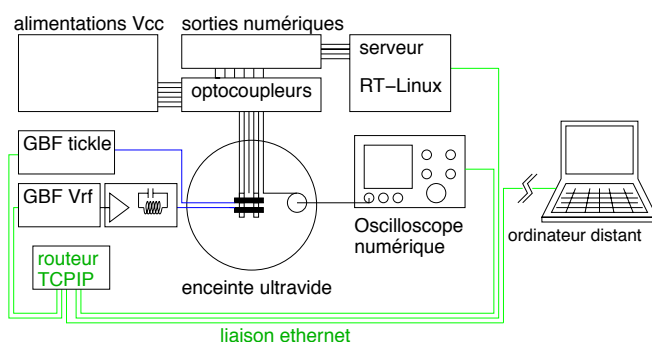 alimentations Vcc
sorties numériques
serveur
RT−Linux
optocoupleurs
GBF tickle
GBF Vrf
Oscilloscope
numérique
ordinateur distant
routeur
TCPIP
enceinte ultravide
liaison ethernet